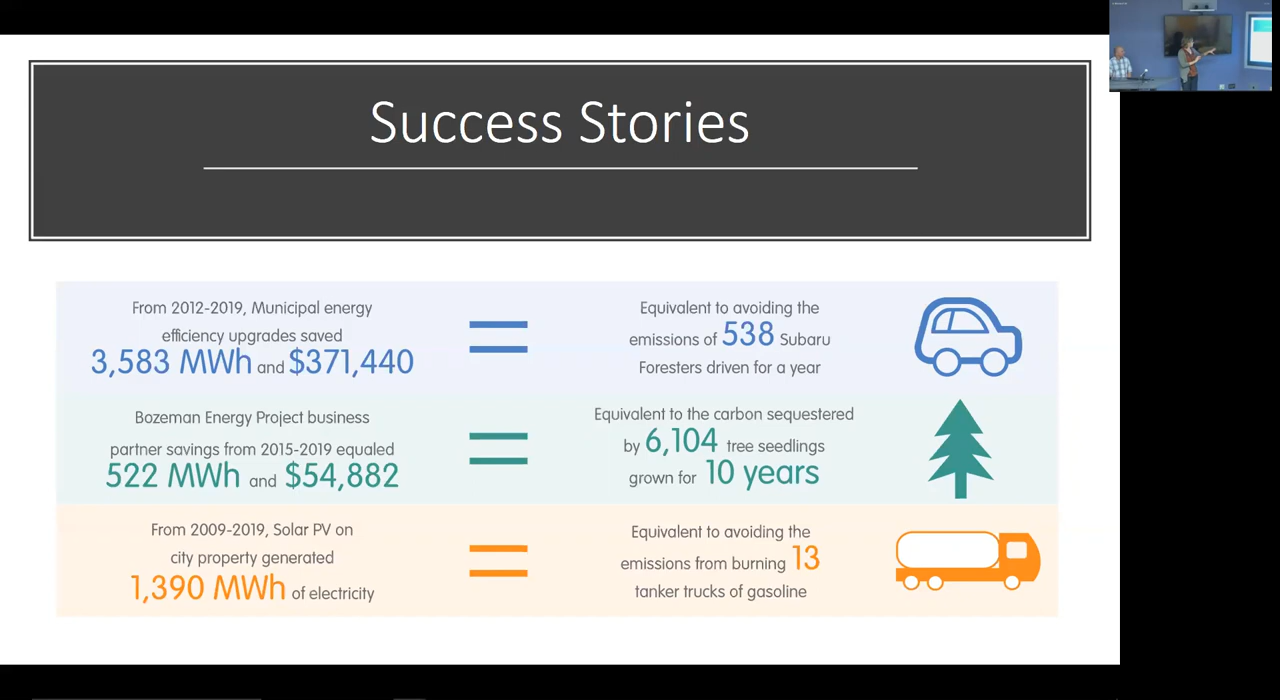 Success Stories
From 2012-2019, Municipal energy
efficiency upgrades saved
3,583 MWh and $371,440
Equivalent to avoiding the
emissions of 538 Subaru
Foresters driven for a year
Bozeman Energy Project business
partner savings from 2015-2019 equaled
522 MWh and $54,882
Equivalent to the carbon sequestered
by 6,104 tree seedlings
grown for 10 years
From 2009-2019, Solar PV on
city property generated
1,390 MWh of electricity
Equivalent to avoiding the
emissions from burning 13
tanker trucks of gasoline